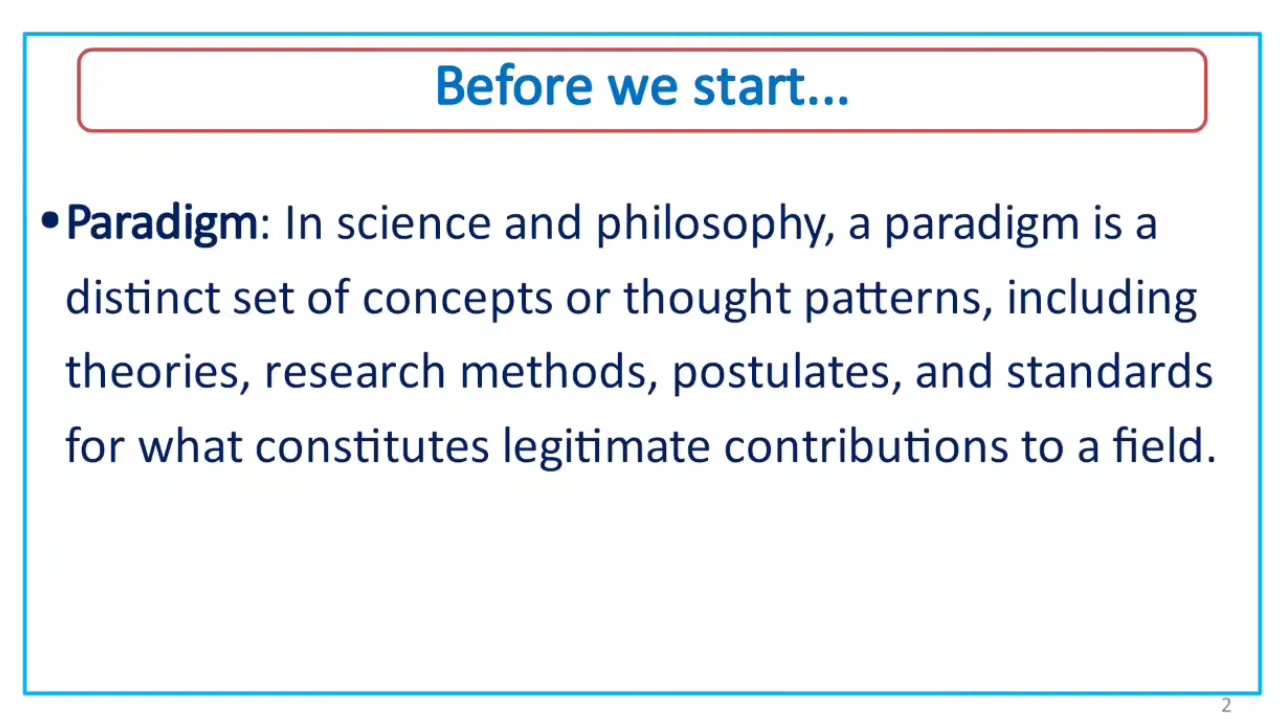 Before we start...
•Paradigm: In science and philosophy, a paradigm is a
distinct set of concepts or thought patterns, including
theories, research methods, postulates, and standards
for what constitutes legitimate contributions to a field.
2